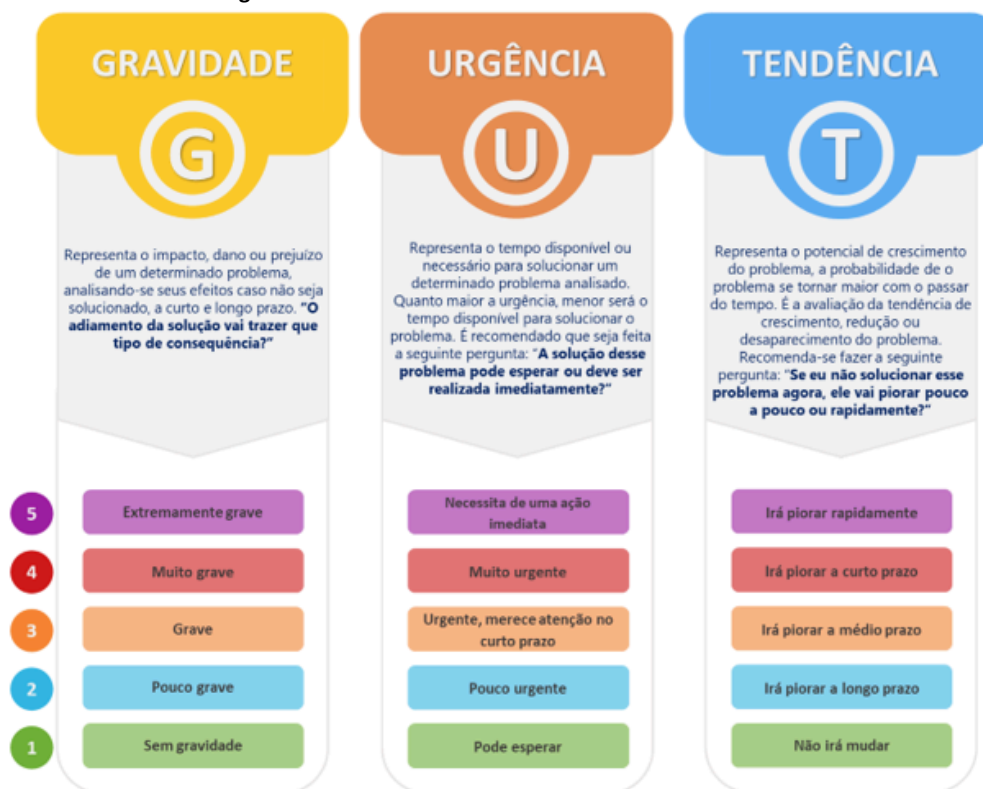 g
GRAVIDADE
G
Representa o impacto, dano ou prejuízo
de um determinado problema,
analisando-se seus efeitos caso não seja
solucionado, a curto e longo prazo. "O
adiamento da solução vai trazer que
tipo de consequência?"
URGÊNCIA
U
Representa o tempo disponível ou
necessário para solucionar um
determinado problema analisado.
Quanto maior a urgência, menor será o
tempo disponível para solucionar o
problema. É recomendado que seja feita
a seguinte pergunta: "A solução desse
problema pode esperar ou deve ser
realizada imediatamente?"
TENDÊNCIA
T
Representa o potencial de crescimento
do problema, a probabilidade de o
problema se tornar maior com o passar
do tempo. É a avaliação da tendência de
crescimento, redução ou
desaparecimento do problema.
Recomenda-se fazer a seguinte
pergunta: "Se eu não solucionar esse
problema agora, ele vai piorar pouco
a pouco ou rapidamente?"
5
Extremamente grave
Necessita de uma ação
imediata
Irá piorar rapidamente
4
Muito grave
Muito urgente
Irá piorar a curto prazo
3
Grave
Urgente, merece atenção no
curto prazo
Irá piorar a médio prazo
2
Pouco grave
Pouco urgente
Irá piorar a longo prazo
1
Sem gravidade
Pode esperar
Não irá mudar